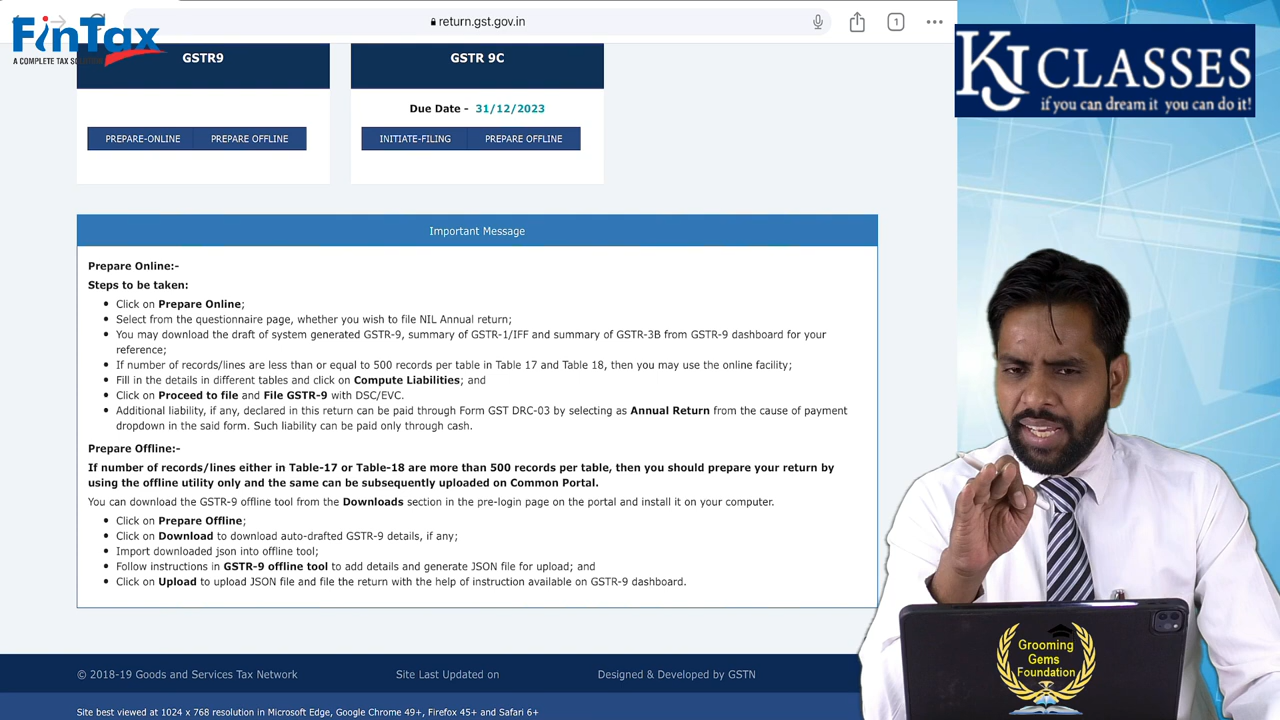 return.gst.gov.in
1
FinTax
A COMPLETE TAX SOLUTION
KJ CLASSES
if you can dream it you can do it!
GSTR9
GSTR 9C
Due Date - 31/12/2023
PREPARE-ONLINE
PREPARE OFFLINE
INITIATE-FILING
PREPARE OFFLINE
Important Message
Prepare Online:-
Steps to be taken:
• Click on Prepare Online;
• Select from the questionnaire page, whether you wish to file NIL Annual return;
• You may download the draft of system generated GSTR-9, summary of GSTR-1/IFF and summary of GSTR-3B from GSTR-9 dashboard for your
reference;
• If number of records/lines are less than or equal to 500 records per table in Table 17 and Table 18, then you may use the online facility;
• Fill in the details in different tables and click on Compute Liabilities; and
• Click on Proceed to file and File GSTR-9 with DSC/EVC.
• Additional liability, if any, declared in this return can be paid through Form GST DRC-03 by selecting as Annual Return from the cause of payment
dropdown in the said form. Such liability can be paid only through cash.
Prepare Offline:-
If number of records/lines either in Table-17 or Table-18 are more than 500 records per table, then you should prepare your return by
using the offline utility only and the same can be subsequently uploaded on Common Portal.
You can download the GSTR-9 offline tool from the Downloads section in the pre-login page on the portal and install it on your computer.
• Click on Prepare Offline;
• Click on Download to download auto-drafted GSTR-9 details, if any;
• Import downloaded json into offline tool;
• Follow instructions in GSTR-9 offline tool to add details and generate JSON file for upload; and
• Click on Upload to upload JSON file and file the return with the help of instruction available on GSTR-9 dashboard.
Grooming
Gems
Foundation
© 2018-19 Goods and Services Tax Network
Site Last Updated on
Designed & Developed by GSTN
Site best viewed at 1024 x 768 resolution in Microsoft Edge, Google Chrome 49+, Firefox 45+ and Safari 6+